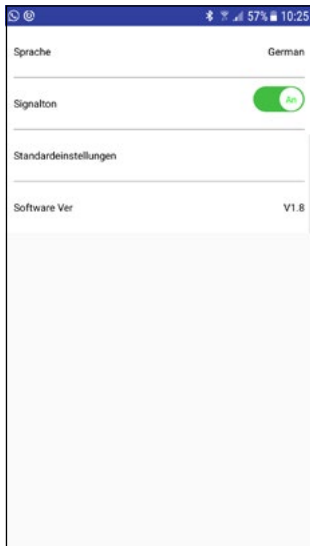 57% 10:25
Sprache German
Signalton An
Standardeinstellungen
Software Ver V1.8